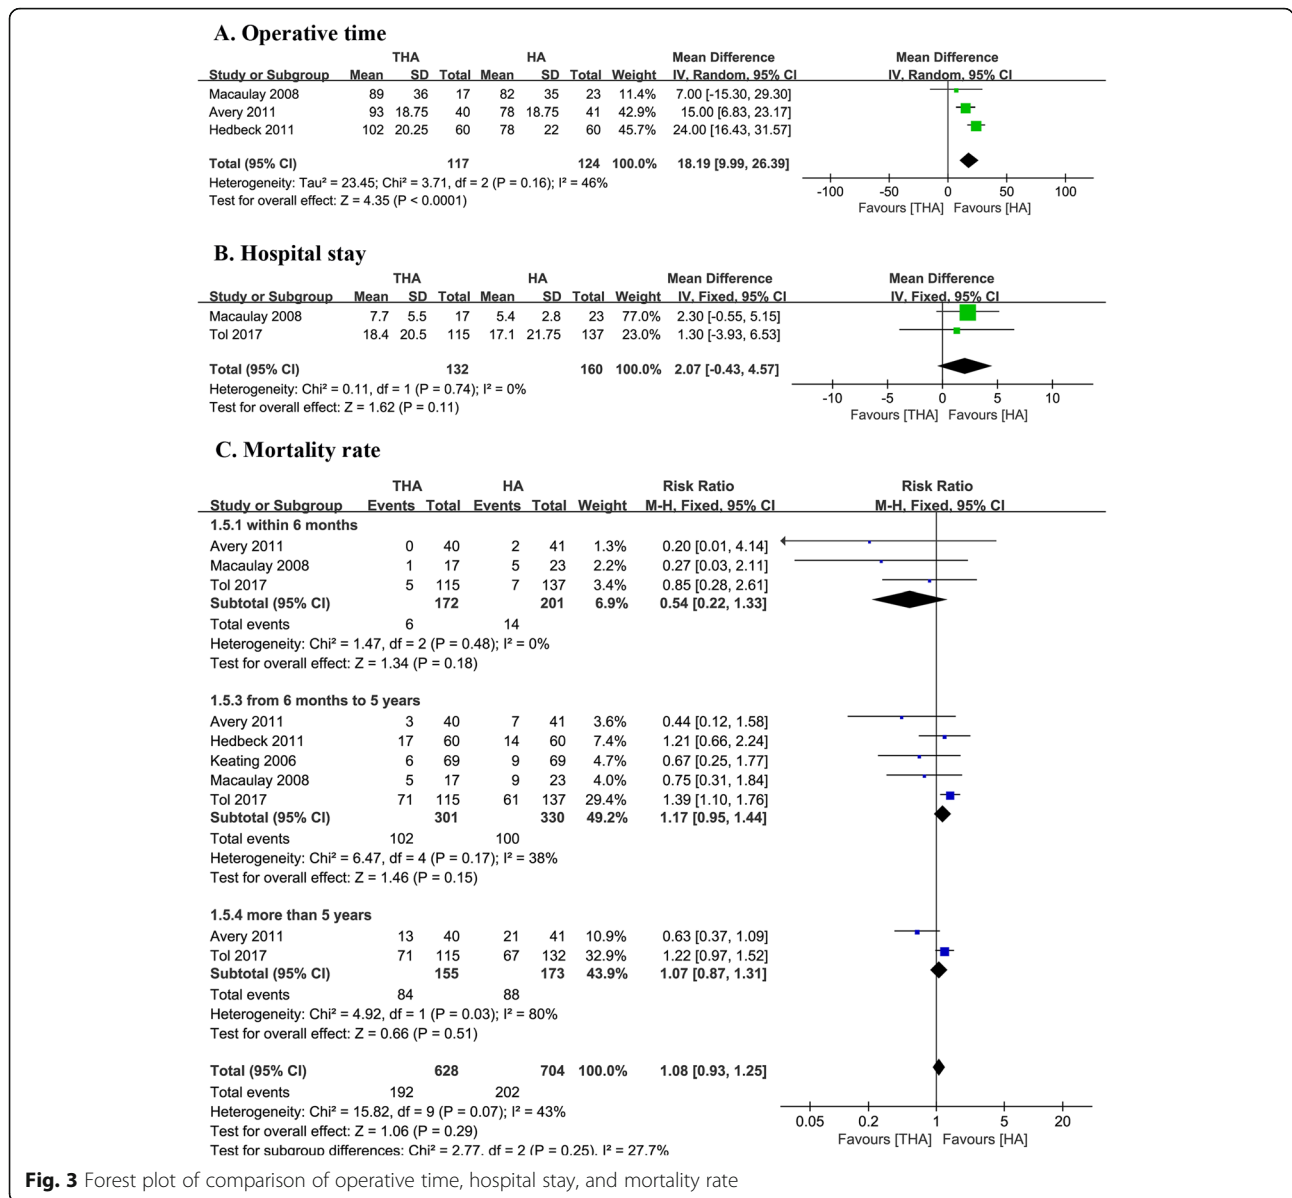 A. Operative time
THA HA Mean Difference Mean Difference
Study or Subgroup Mean SD Total Mean SD Total Weight IV, Random, 95% CI IV, Random, 95% CI
Macaulay 2008 89 36 17 82 35 23 11.4% 7.00 [-15.30, 29.30]
Avery 2011 93 18.75 40 78 18.75 41 42.9% 15.00 [6.83, 23.17]
Hedbeck 2011 102 20.25 60 78 22 60 45.7% 24.00 [16.43, 31.57]
Total (95% CI) 117 124 100.0% 18.19 [9.99, 26.39]
Heterogeneity: Tau² = 23.45; Chi² = 3.71, df = 2 (P = 0.16); I² = 46%
Test for overall effect: Z = 4.35 (P < 0.0001)
-100 -50 0 50 100
Favours [THA] Favours [HA]
B. Hospital stay
THA HA Mean Difference Mean Difference
Study or Subgroup Mean SD Total Mean SD Total Weight IV, Fixed, 95% CI IV, Fixed, 95% CI
Macaulay 2008 7.7 5.5 17 5.4 2.8 23 77.0% 2.30 [-0.55, 5.15]
Tol 2017 18.4 20.5 115 17.1 21.75 137 23.0% 1.30 [-3.93, 6.53]
Total (95% CI) 132 160 100.0% 2.07 [-0.43, 4.57]
Heterogeneity: Chi² = 0.11, df = 1 (P = 0.74); I² = 0%
Test for overall effect: Z = 1.62 (P = 0.11)
-10 -5 0 5 10
Favours [THA] Favours [HA]
C. Mortality rate
THA HA Risk Ratio Risk Ratio
Study or Subgroup Events Total Events Total Weight M-H, Fixed, 95% CI M-H, Fixed, 95% CI
1.5.1 within 6 months
Avery 2011 0 40 2 41 1.3% 0.20 [0.01, 4.14]
Macaulay 2008 1 17 5 23 2.2% 0.27 [0.03, 2.11]
Tol 2017 5 115 7 137 3.4% 0.85 [0.28, 2.61]
Subtotal (95% CI) 172 201 6.9% 0.54 [0.22, 1.33]
Total events 6 14
Heterogeneity: Chi² = 1.47, df = 2 (P = 0.48); I² = 0%
Test for overall effect: Z = 1.34 (P = 0.18)
1.5.3 from 6 months to 5 years
Avery 2011 3 40 7 41 3.6% 0.44 [0.12, 1.58]
Hedbeck 2011 17 60 14 60 7.4% 1.21 [0.66, 2.24]
Keating 2006 6 69 9 69 4.7% 0.67 [0.25, 1.77]
Macaulay 2008 5 17 9 23 4.0% 0.75 [0.31, 1.84]
Tol 2017 71 115 61 137 29.4% 1.39 [1.10, 1.76]
Subtotal (95% CI) 301 330 49.2% 1.17 [0.95, 1.44]
Total events 102 100
Heterogeneity: Chi² = 6.47, df = 4 (P = 0.17); I² = 38%
Test for overall effect: Z = 1.46 (P = 0.15)
1.5.4 more than 5 years
Avery 2011 13 40 21 41 10.9% 0.63 [0.37, 1.09]
Tol 2017 71 115 67 132 32.9% 1.22 [0.97, 1.52]
Subtotal (95% CI) 155 173 43.9% 1.07 [0.87, 1.31]
Total events 84 88
Heterogeneity: Chi² = 4.92, df = 1 (P = 0.03); I² = 80%
Test for overall effect: Z = 0.66 (P = 0.51)
Total (95% CI) 628 704 100.0% 1.08 [0.93, 1.25]
Total events 192 202
Heterogeneity: Chi² = 15.82, df = 9 (P = 0.07); I² = 43%
Test for overall effect: Z = 1.06 (P = 0.29)
Test for subgroup differences: Chi² = 2.77, df = 2 (P = 0.25), I² = 27.7%
0.05 0.2 1 5 20
Favours [THA] Favours [HA]
Fig. 3 Forest plot of comparison of operative time, hospital stay, and mortality rate